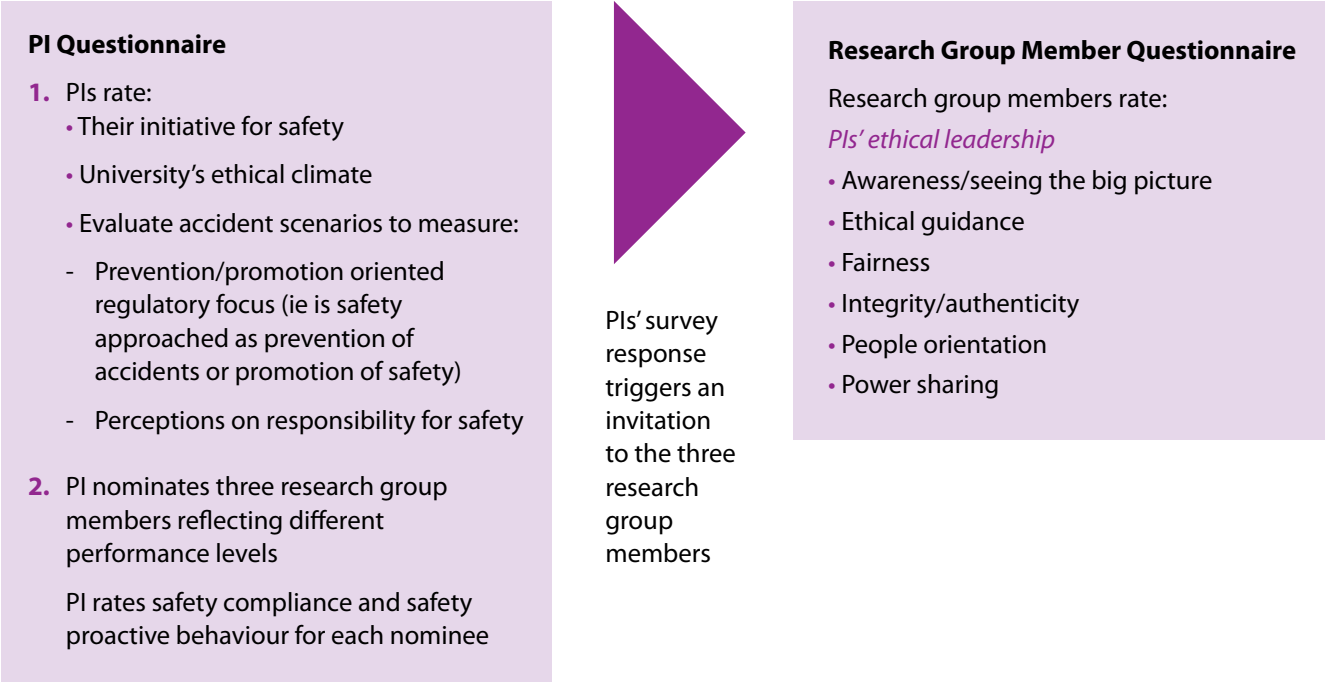 PI Questionnaire
1. PIs rate:
• Their initiative for safety
• University's ethical climate
• Evaluate accident scenarios to measure:
- Prevention/promotion oriented
regulatory focus (ie is safety
approached as prevention of
accidents or promotion of safety)
- Perceptions on responsibility for safety
2. PI nominates three research group
members reflecting different
performance levels
PI rates safety compliance and safety
proactive behaviour for each nominee
PIs' survey
response
triggers an
invitation
to the three
research
group
members
Research Group Member Questionnaire
Research group members rate:
PIs' ethical leadership
• Awareness/seeing the big picture
• Ethical guidance
• Fairness
• Integrity/authenticity
• People orientation
• Power sharing